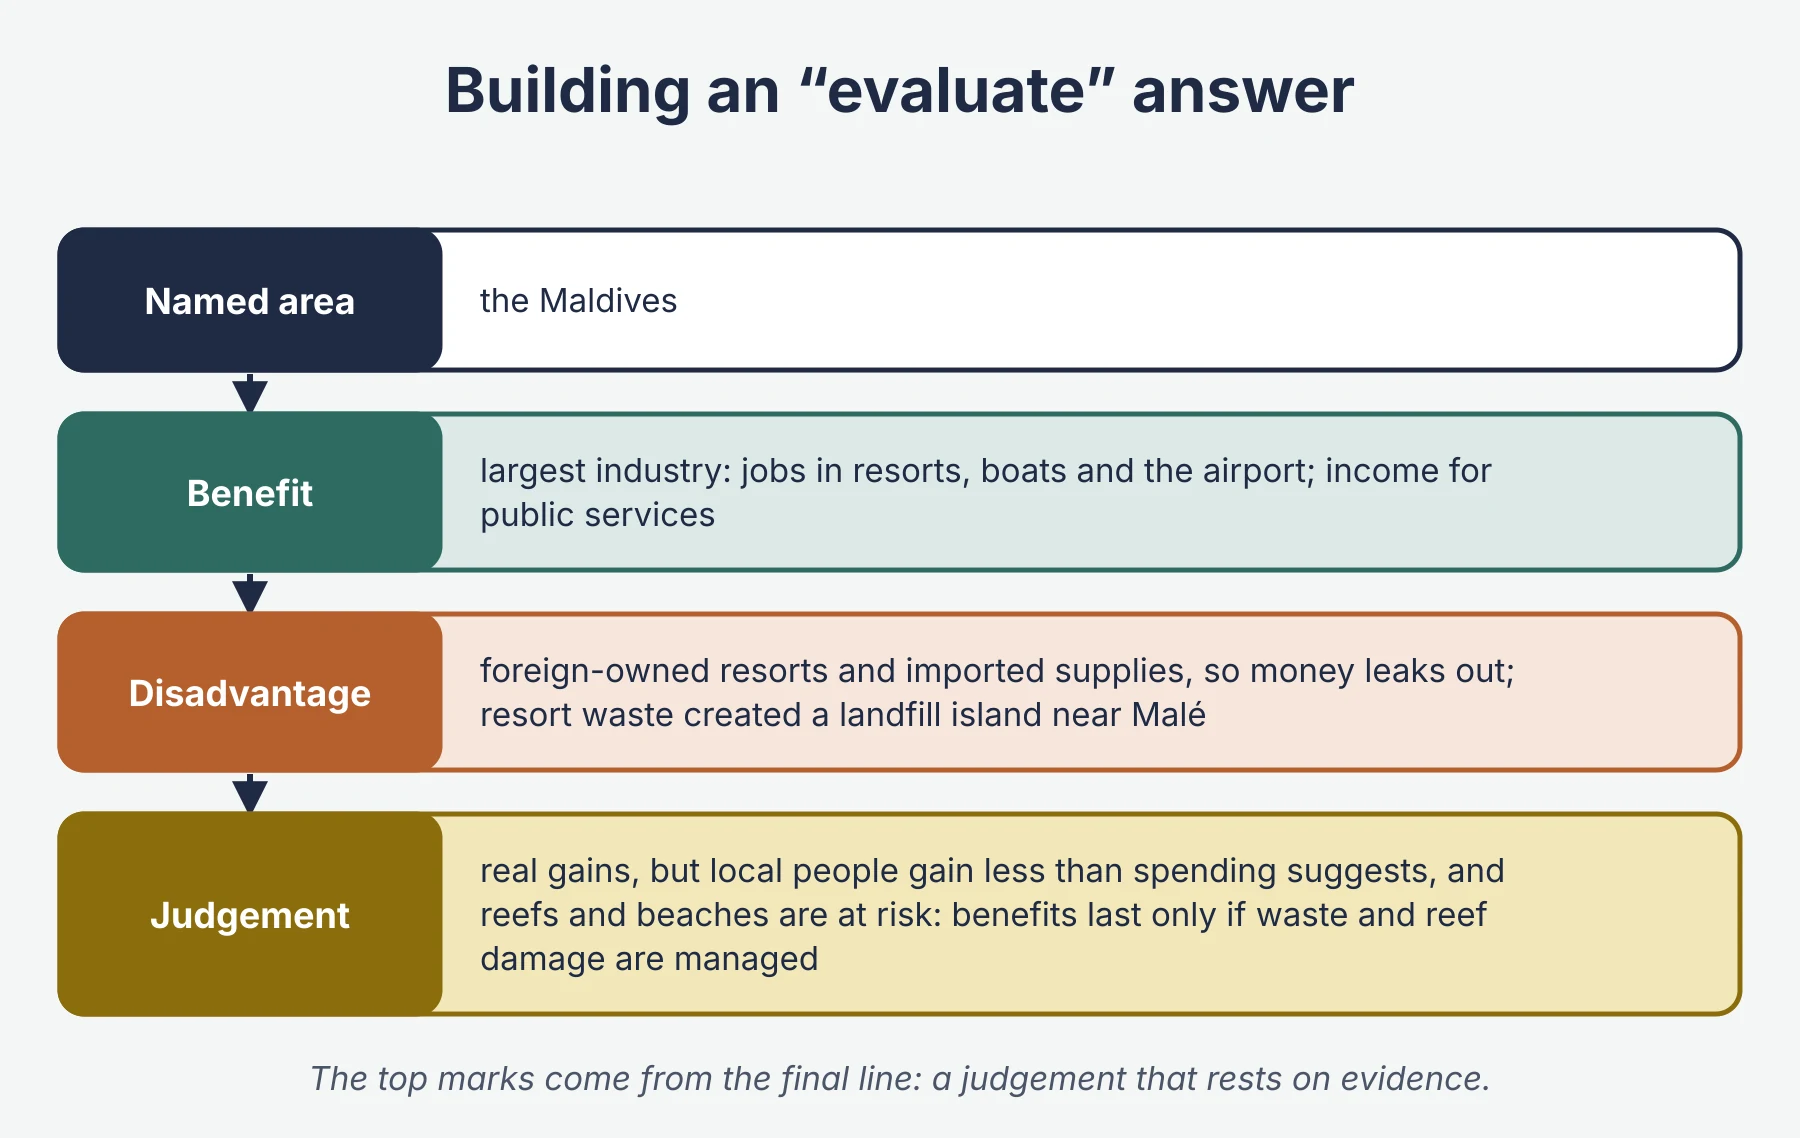 Building an “evaluate” answer
Named area
the Maldives
Benefit
largest industry: jobs in resorts, boats and the airport; income for
public services
Disadvantage
foreign-owned resorts and imported supplies, so money leaks out;
resort waste created a landfill island near Malé
Judgement
real gains, but local people gain less than spending suggests, and
reefs and beaches are at risk: benefits last only if waste and reef
damage are managed
The top marks come from the final line: a judgement that rests on evidence.